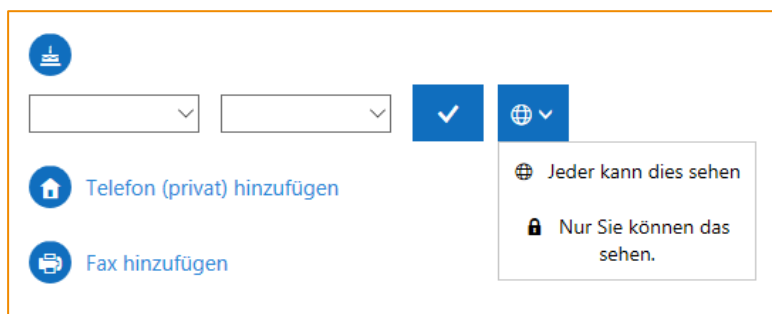 Jeder kann dies sehen
Telefon (privat) hinzufügen
Nur Sie können das
sehen.
Fax hinzufügen